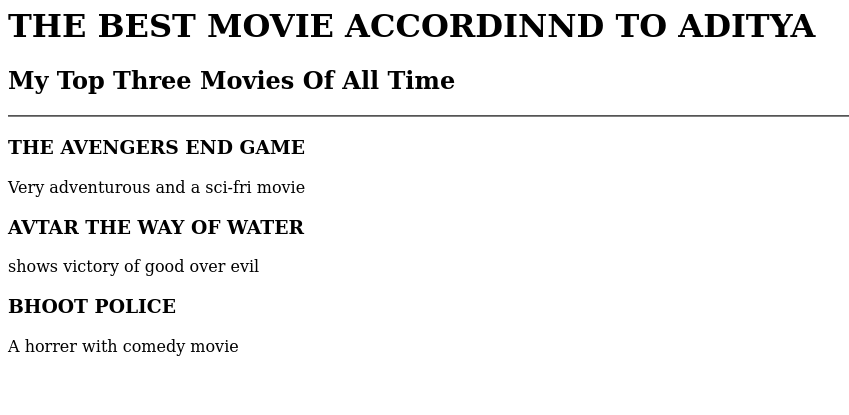 THE BEST MOVIE ACCORDINND TO ADITYA
My Top Three Movies Of All Time
THE AVENGERS END GAME
Very adventurous and a sci-fri movie
AVTAR THE WAY OF WATER
shows victory of good over evil
BHOOT POLICE
A horrer with comedy movie